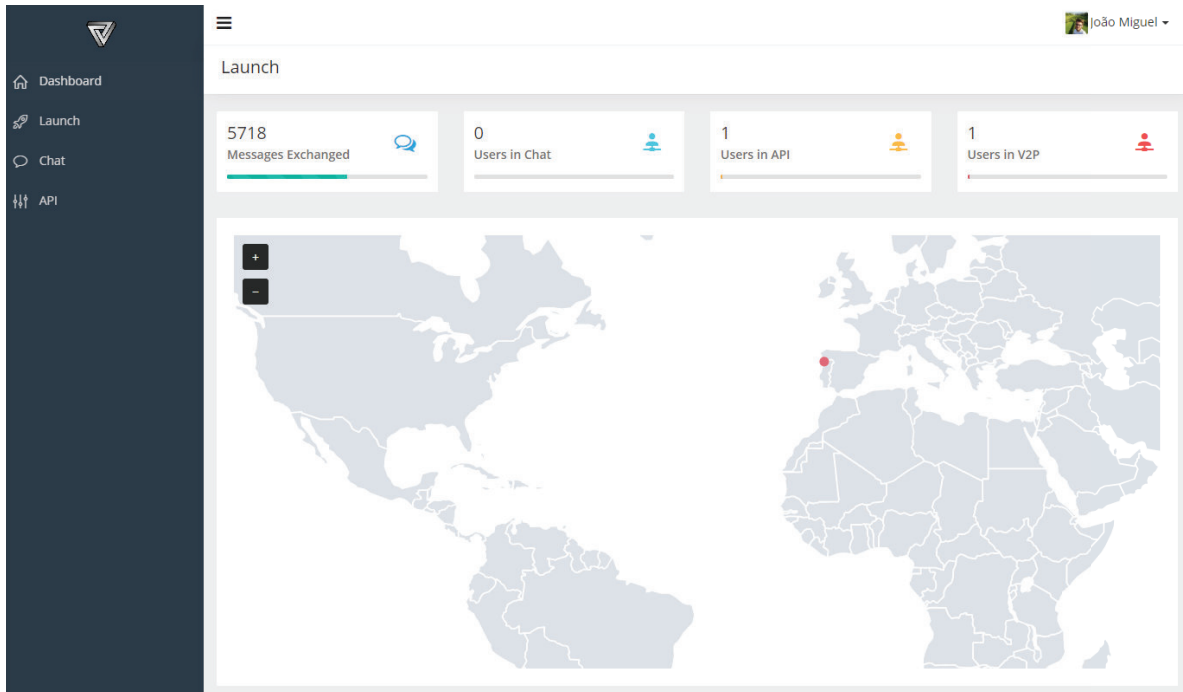 João Miguel
Launch
Dashboard
Launch
Chat
API
5718
Messages Exchanged
0
Users in Chat
1
Users in API
1
Users in V2P
+
−